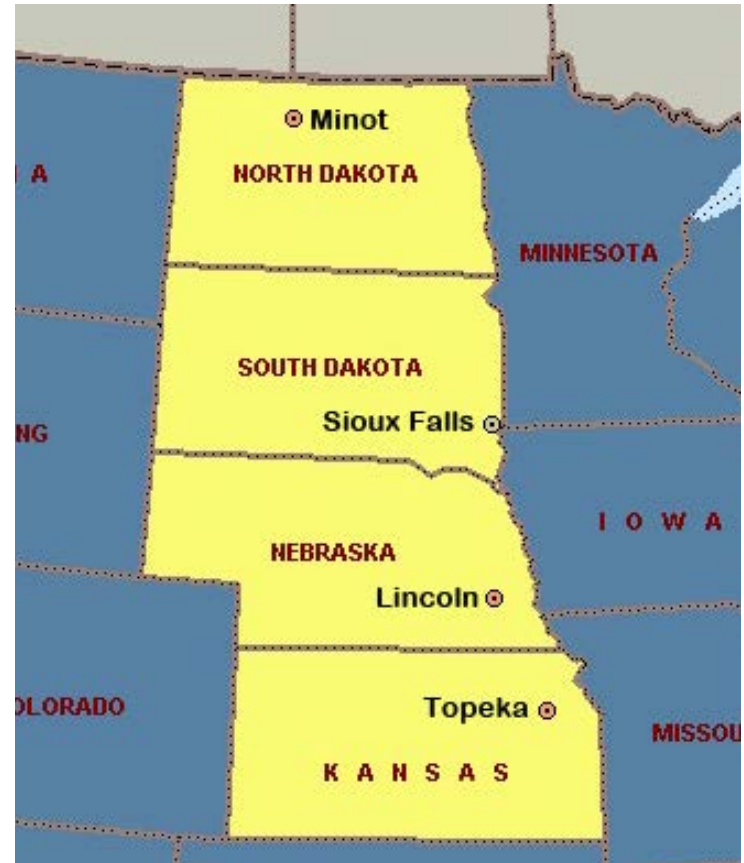 Minot
I A
NORTH DAKOTA
MINNESOTA
SOUTH DAKOTA
Sioux Falls
NG
I O W A
NEBRASKA
Lincoln
OLORADO
Topeka
MISSOU
K A N S A S